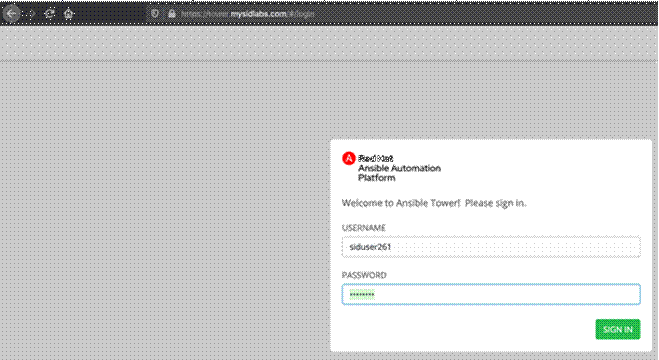 https://tower.mysidlabs.com/#/login
A Red Hat
Ansible Automation
Platform
Welcome to Ansible Tower! Please sign in.
USERNAME
siduser261
PASSWORD
••••••••
SIGN IN